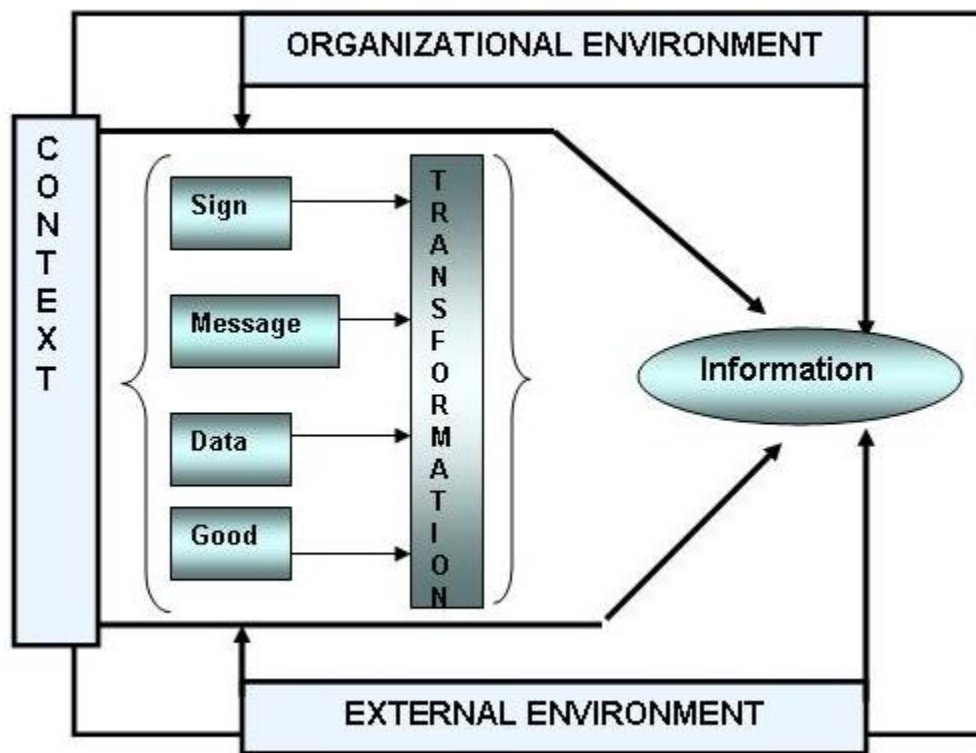 ORGANIZATIONAL ENVIRONMENT
CONTEXT
Sign
Message
Data
Good
TRANSFORMATION
Information
EXTERNAL ENVIRONMENT